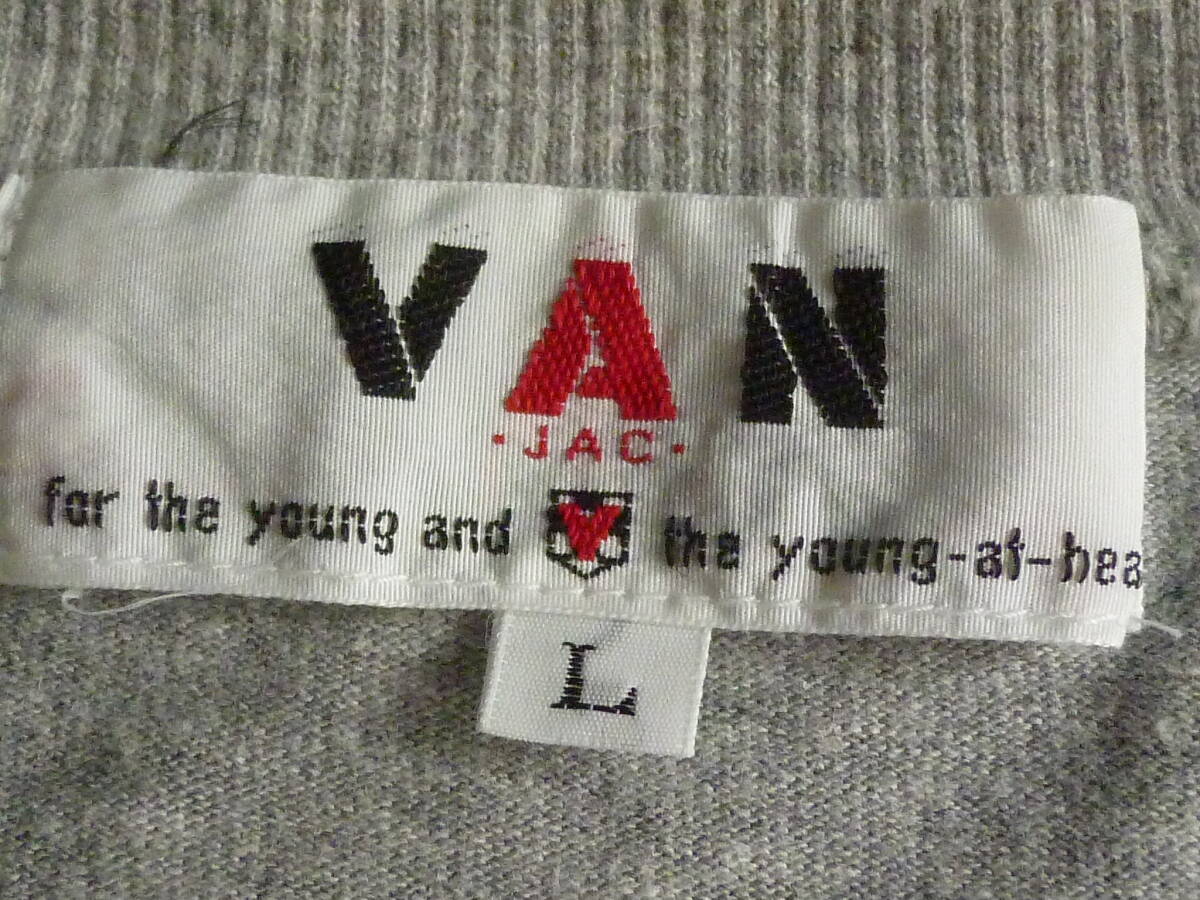 VAN
·JAC·
for the young and V the young-at-hea
L